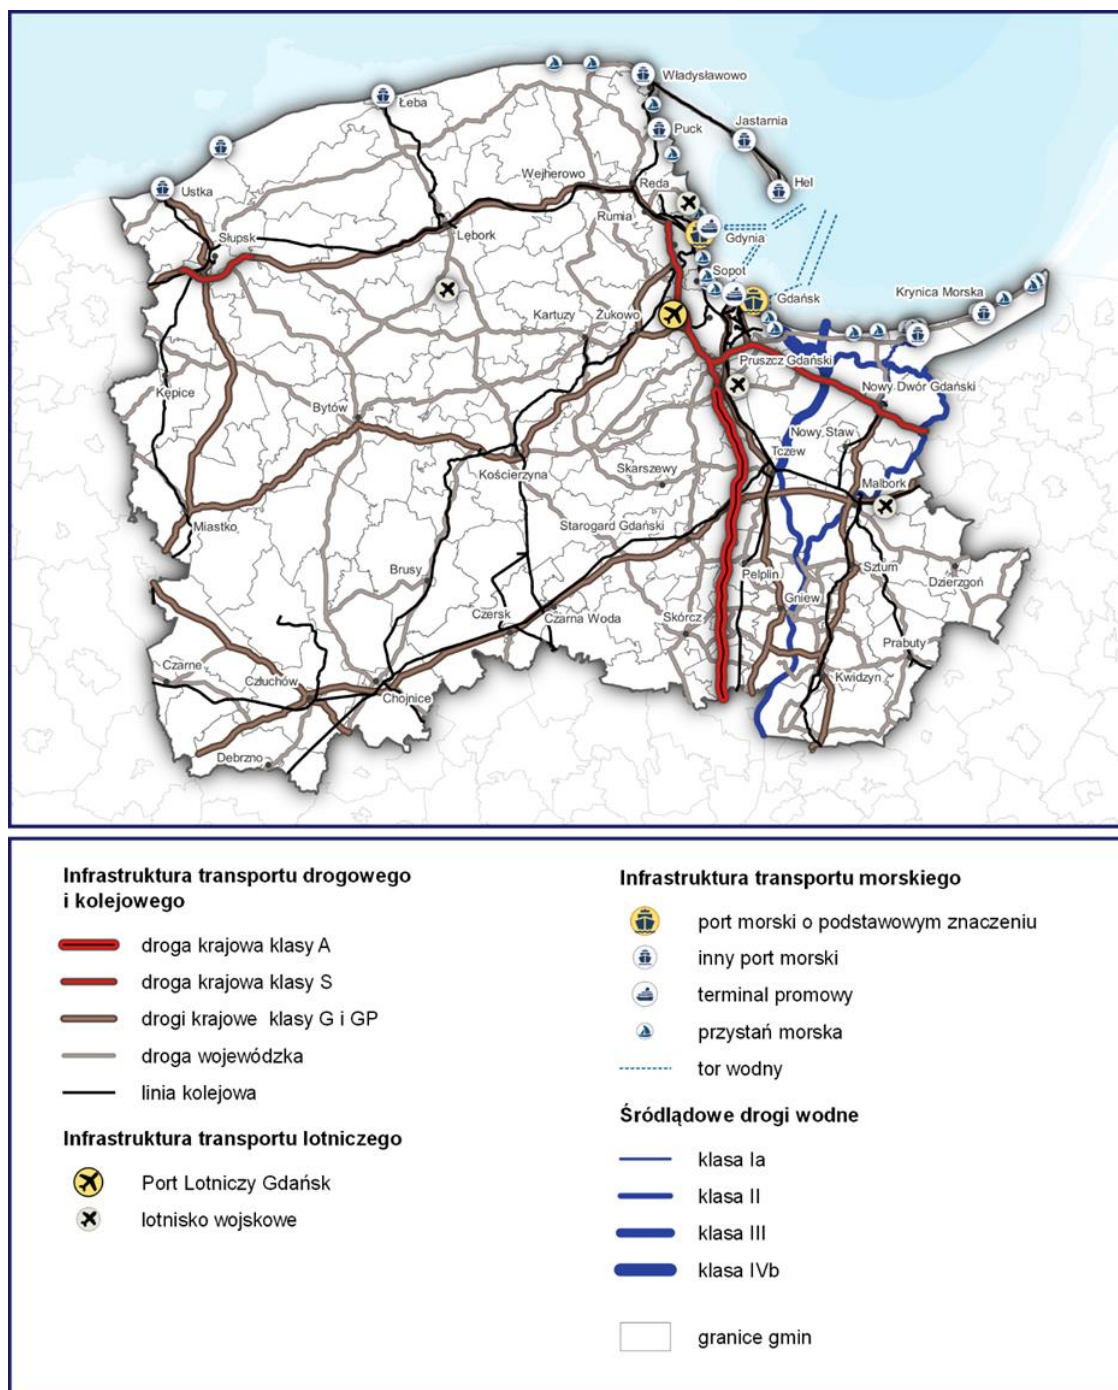 Władysławowo
Łeba
Jastarnia
Puck
Hel
Wejherowo
Reda
Ustka
Rumia
Słupsk
Lębork
Gdynia
Sopot
Gdańsk
Krynica Morska
Kartuzy
Żukowo
Pruszcz Gdański
Kępice
Nowy Dwór Gdański
Bytów
Nowy Staw
Tczew
Kościerzyna
Skarszewy
Malbork
Miastko
Starogard Gdański
Brusy
Pelplin
Sztum
Dzierzgoń
Gniew
Czersk
Czarna Woda
Skórcz
Prabuty
Czarne
Człuchów
Kwidzyn
Chojnice
Debrzno
Infrastruktura transportu drogowego
i kolejowego
droga krajowa klasy A
droga krajowa klasy S
drogi krajowe klasy G i GP
droga wojewódzka
linia kolejowa
Infrastruktura transportu lotniczego
Port Lotniczy Gdańsk
lotnisko wojskowe
Infrastruktura transportu morskiego
port morski o podstawowym znaczeniu
inny port morski
terminal promowy
przystań morska
tor wodny
Śródlądowe drogi wodne
klasa Ia
klasa II
klasa III
klasa IVb
granice gmin